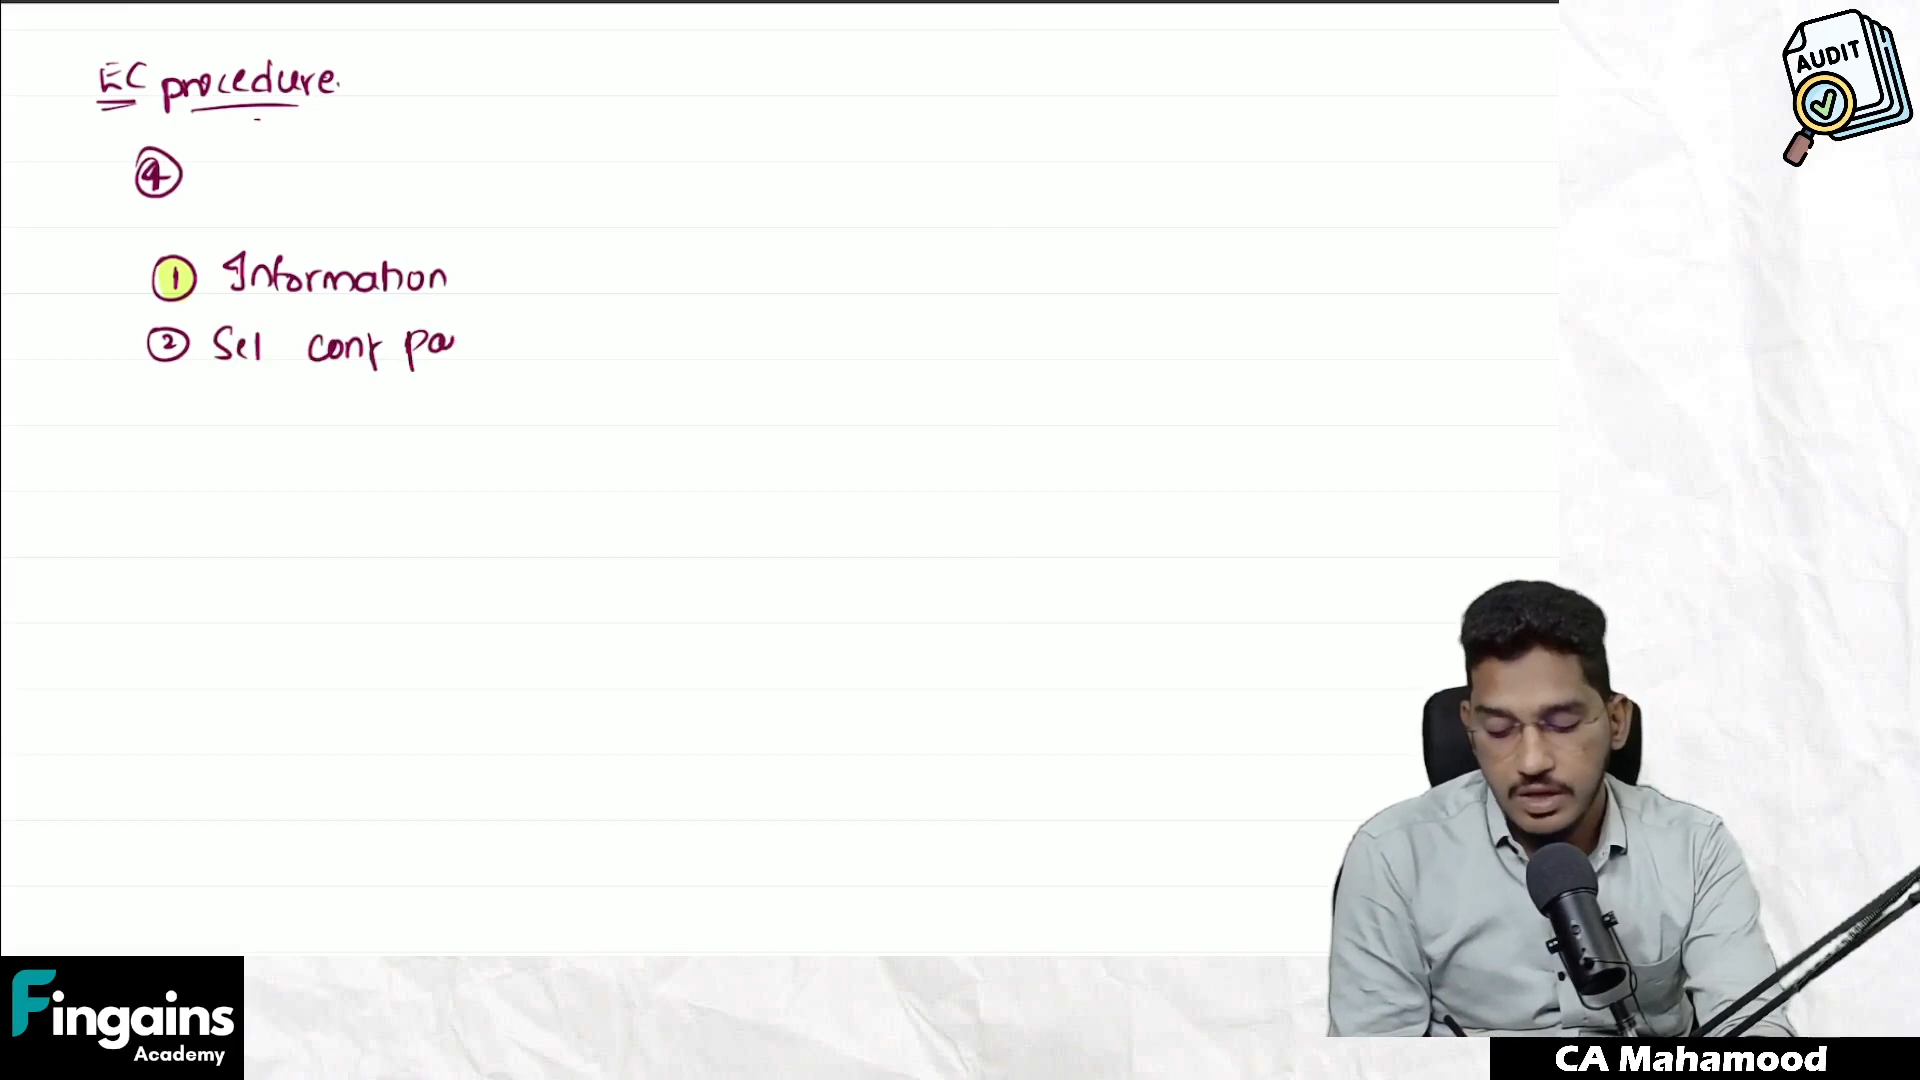 AUDIT
EC procedure.
4
1 Information
2 Sel conf pa
Fingains
Academy
CA Mahamood